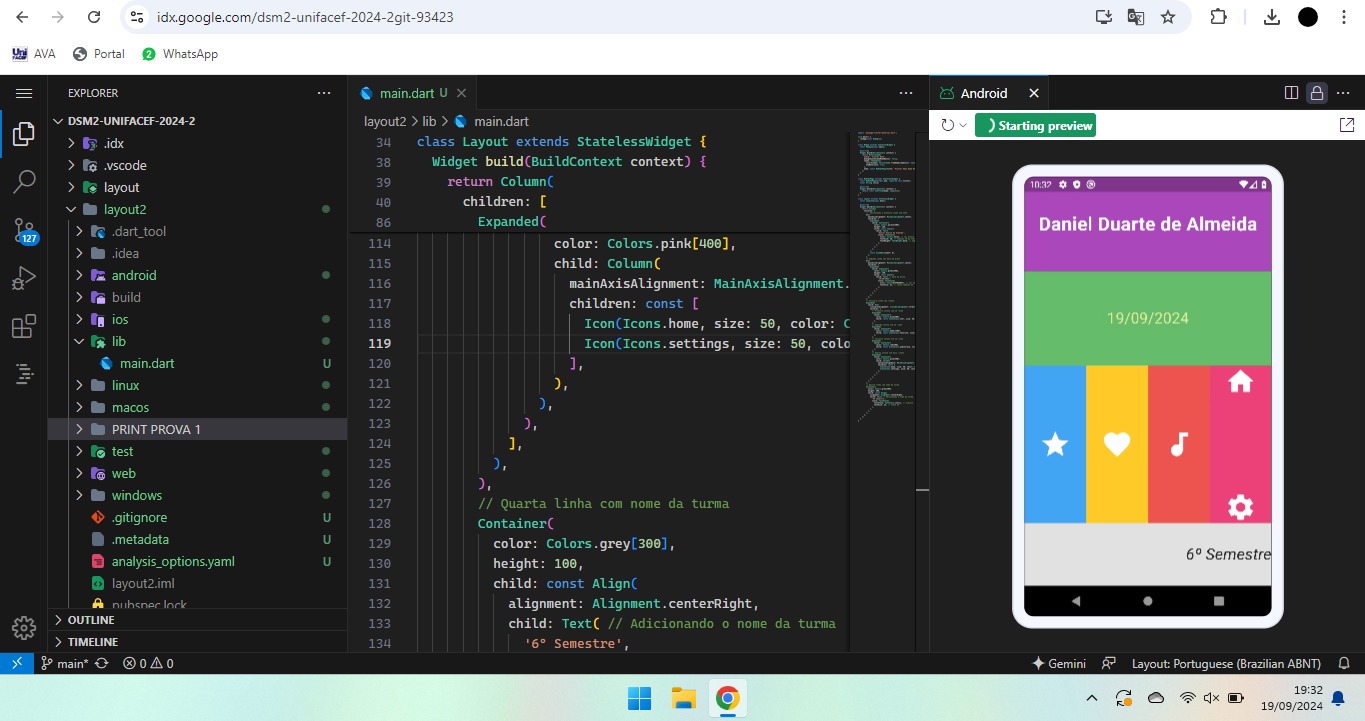 idx.google.com/dsm2-unifacef-2024-2git-93423
AVA
Portal
2
WhatsApp
EXPLORER
DSM2-UNIFACEF-2024-2
.idx
.vscode
layout
layout2
.dart_tool
.idea
android
build
ios
lib
main.dart U
linux
macos
PRINT PROVA 1
test
web
windows
.gitignore U
.metadata U
analysis_options.yaml U
layout2.iml
pubspec.lock
OUTLINE
TIMELINE
127
main.dart U
layout2 > lib > main.dart
34 class Layout extends StatelessWidget {
38 Widget build(BuildContext context) {
39 return Column(
40 children: [
86 Expanded(
114 color: Colors.pink[400],
115 child: Column(
116 mainAxisAlignment: MainAxisAlignment.
117 children: const [
118 Icon(Icons.home, size: 50, color: C
119 Icon(Icons.settings, size: 50, colo
120 ],
121 ),
122 ),
123 ),
124 ],
125 ),
126 ),
127 // Quarta linha com nome da turma
128 Container(
129 color: Colors.grey[300],
130 height: 100,
131 child: const Align(
132 alignment: Alignment.centerRight,
133 child: Text( // Adicionando o nome da turma
134 '6º Semestre',
Android
Starting preview
10:32
Daniel Duarte de Almeida
19/09/2024
6º Semestre
main*
0
0
Gemini
Layout: Portuguese (Brazilian ABNT)
19:32
19/09/2024